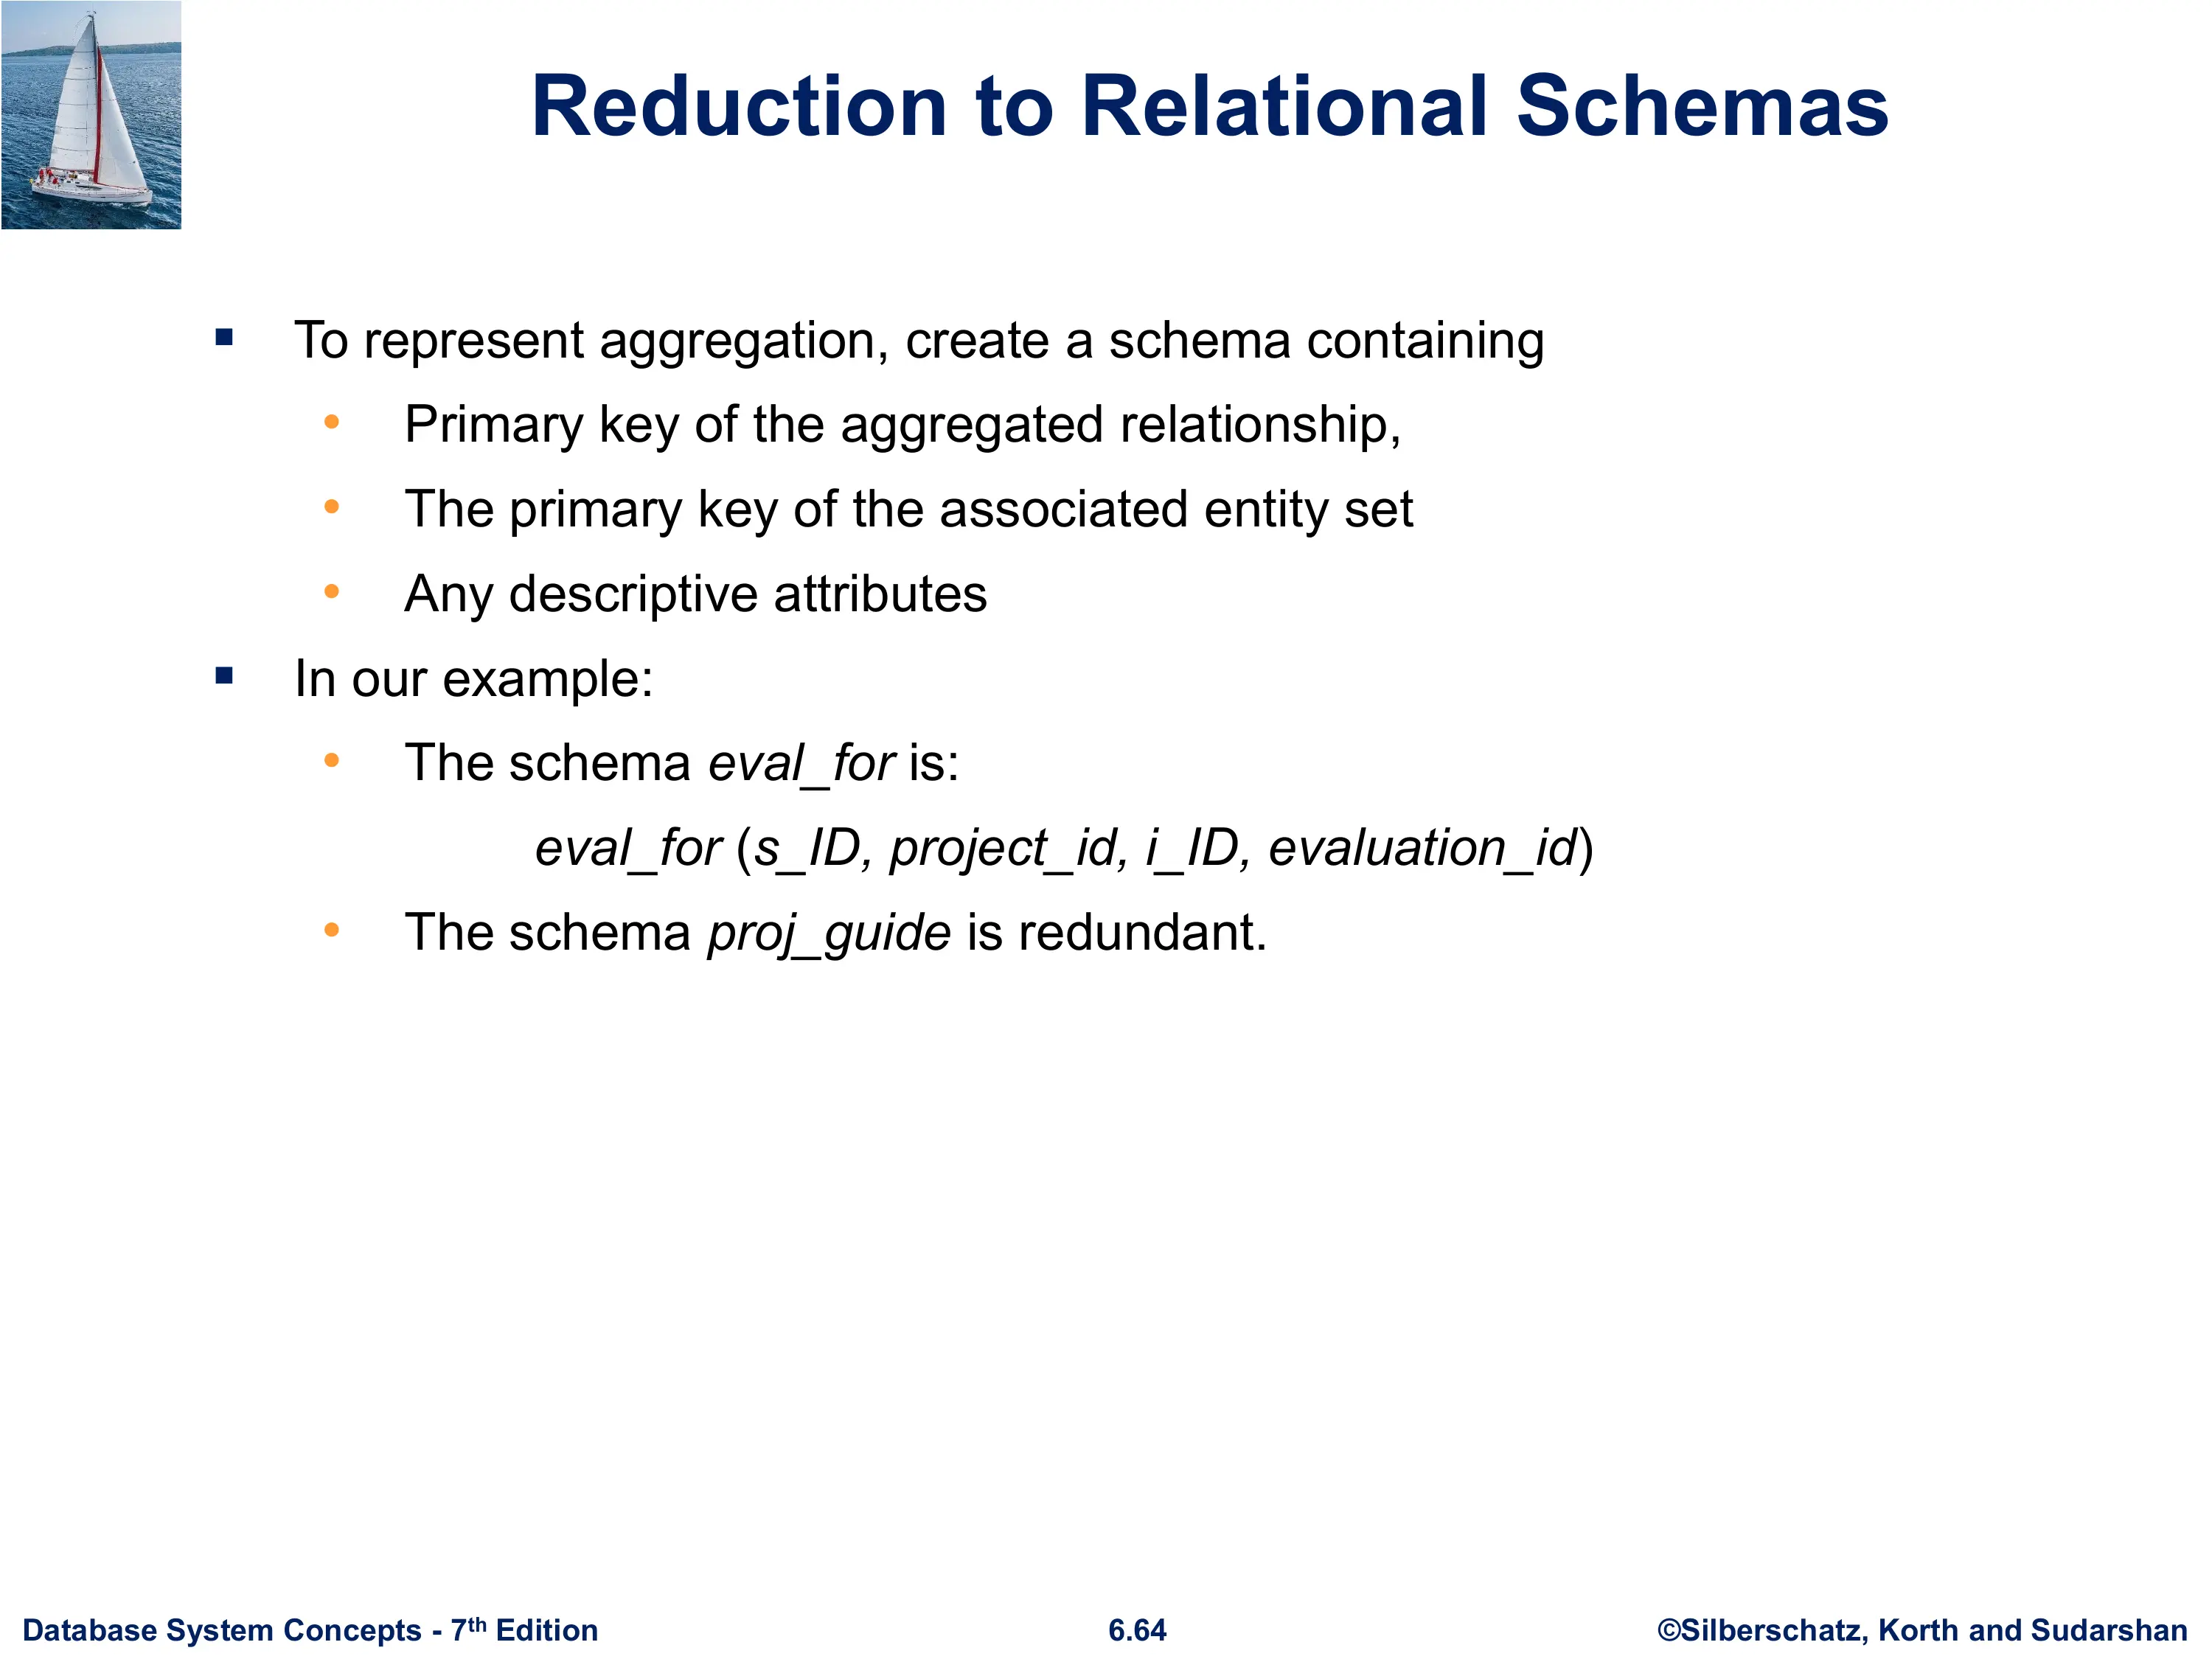 Reduction to Relational Schemas
▪ To represent aggregation, create a schema containing
• Primary key of the aggregated relationship,
• The primary key of the associated entity set
• Any descriptive attributes
▪ In our example:
• The schema eval_for is:
eval_for (s_ID, project_id, i_ID, evaluation_id)
• The schema proj_guide is redundant.
Database System Concepts - 7th Edition
6.64
©Silberschatz, Korth and Sudarshan